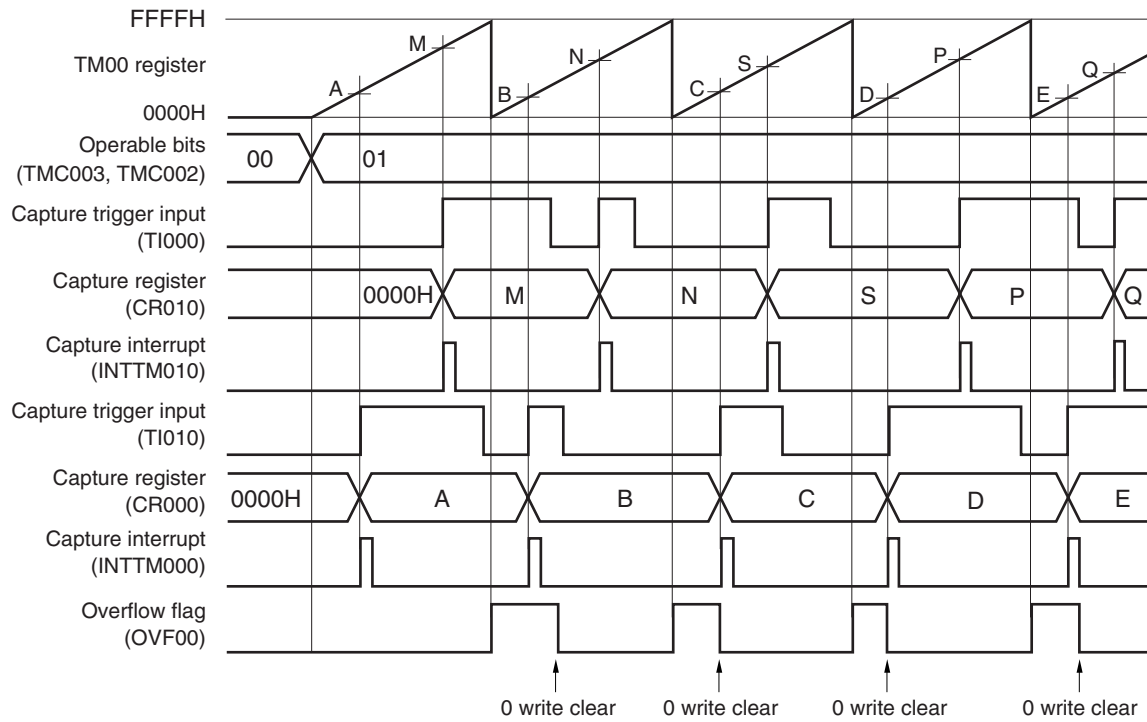 FFFFH
TM00 register
0000H
A M B N C S D P E Q
Operable bits
(TMC003, TMC002)
00 01
Capture trigger input
(TI000)
Capture register
(CR010)
0000H M N S P Q
Capture interrupt
(INTTM010)
Capture trigger input
(TI010)
Capture register
(CR000)
0000H A B C D E
Capture interrupt
(INTTM000)
Overflow flag
(OVF00)
0 write clear 0 write clear 0 write clear 0 write clear